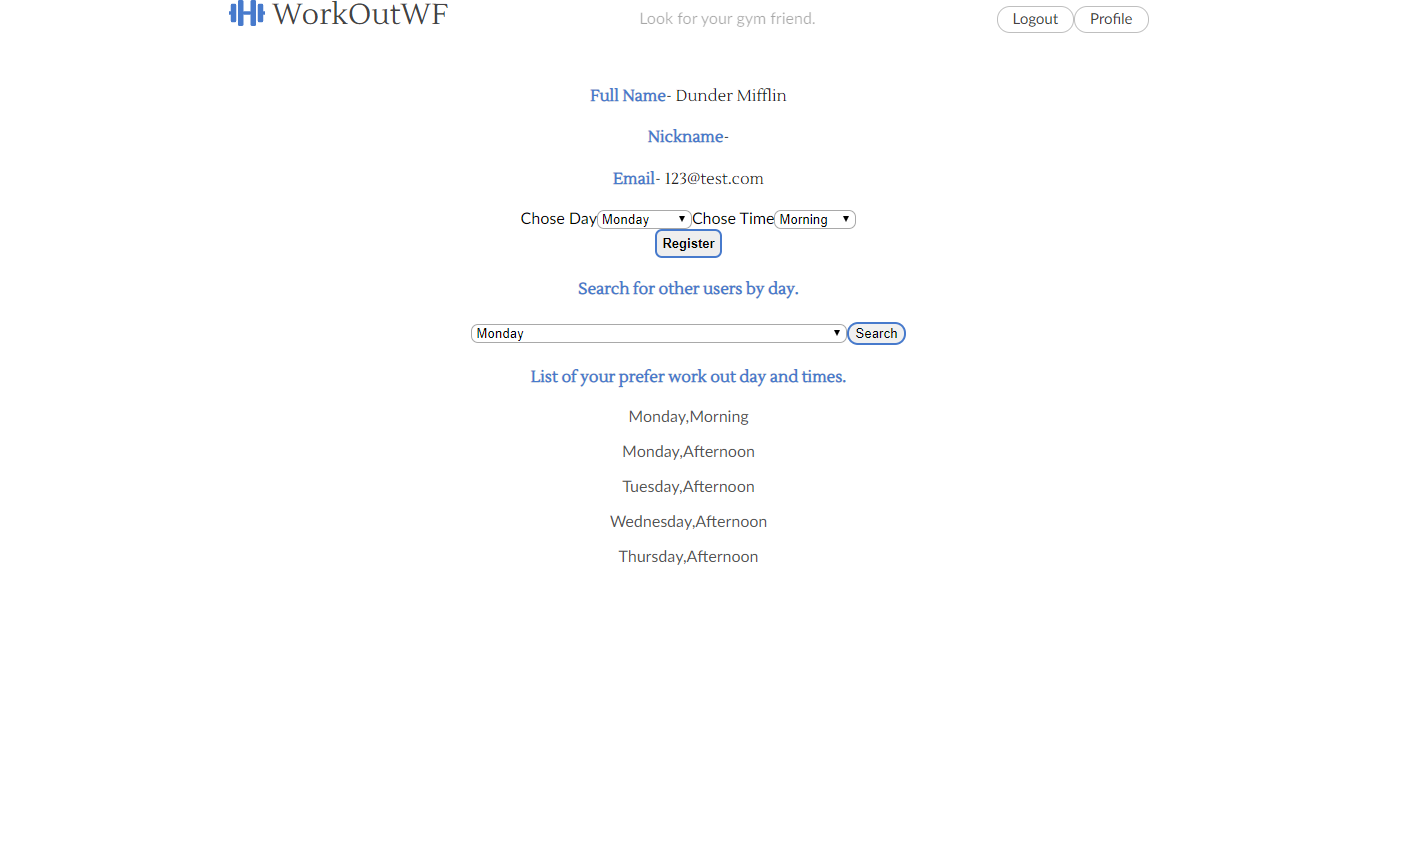 WorkOutWF
Look for your gym friend.
Logout Profile
Full Name- Dunder Mifflin
Nickname-
Email- 123@test.com
Chose Day Monday Chose Time Morning
Register
Search for other users by day.
Monday Search
List of your prefer work out day and times.
Monday,Morning
Monday,Afternoon
Tuesday,Afternoon
Wednesday,Afternoon
Thursday,Afternoon